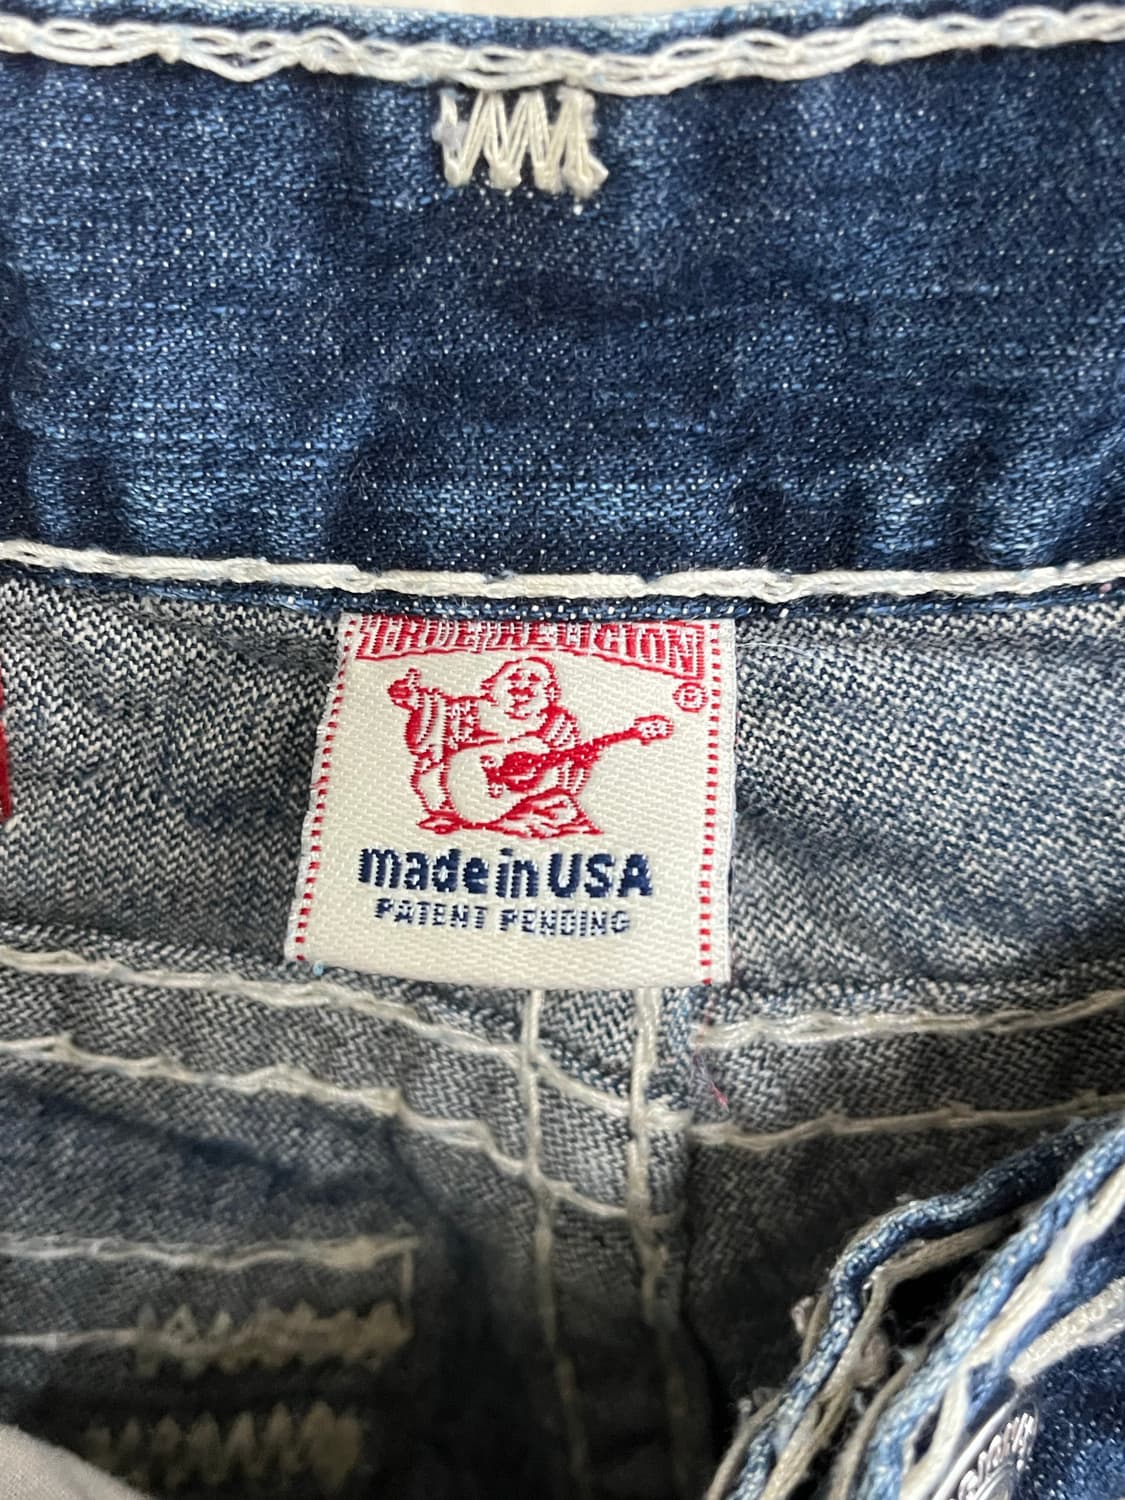 TRUE RELIGION
®
made in USA
PATENT PENDING